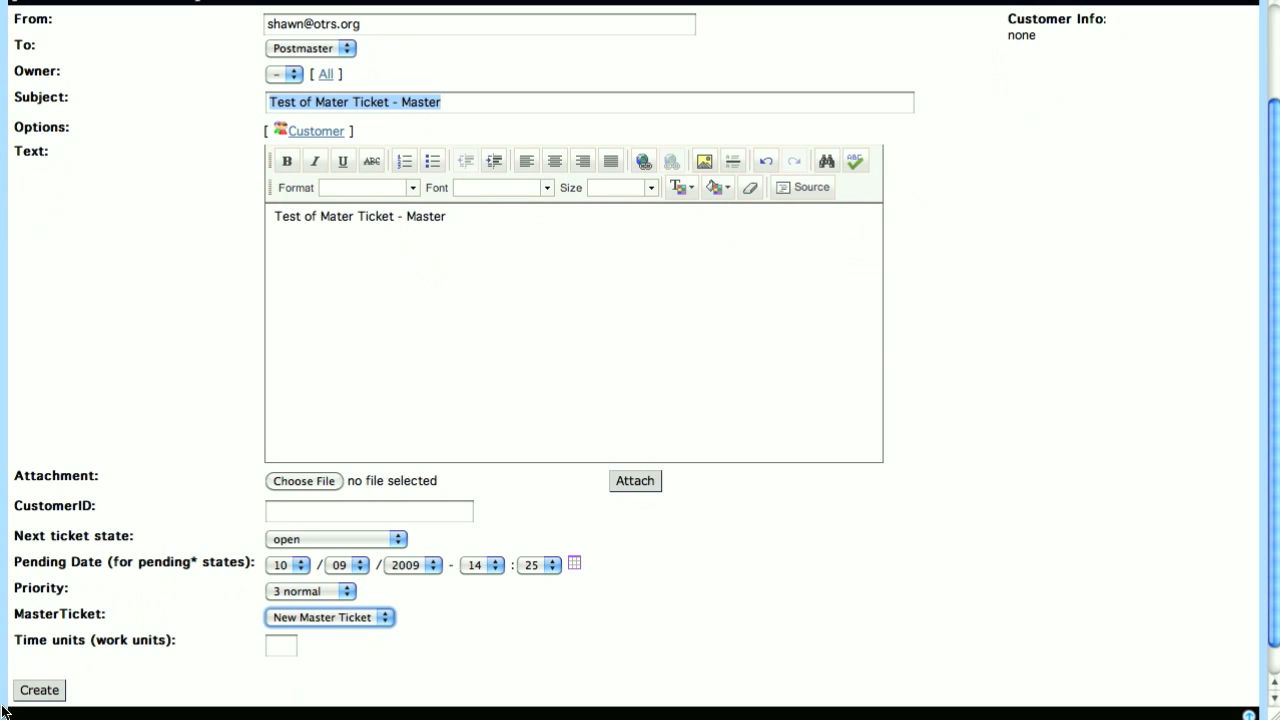 From: shawn@otrs.org Customer Info:
To: Postmaster none
Owner: - [ All ]
Subject: Test of Mater Ticket - Master
Options: [ Customer ]
Text: B I U ABC ABC
Format Font Size T Source
Test of Mater Ticket - Master
Attachment: Choose File no file selected Attach
CustomerID:
Next ticket state: open
Pending Date (for pending* states): 10 / 09 / 2009 - 14 : 25
Priority: 3 normal
MasterTicket: New Master Ticket
Time units (work units):
Create